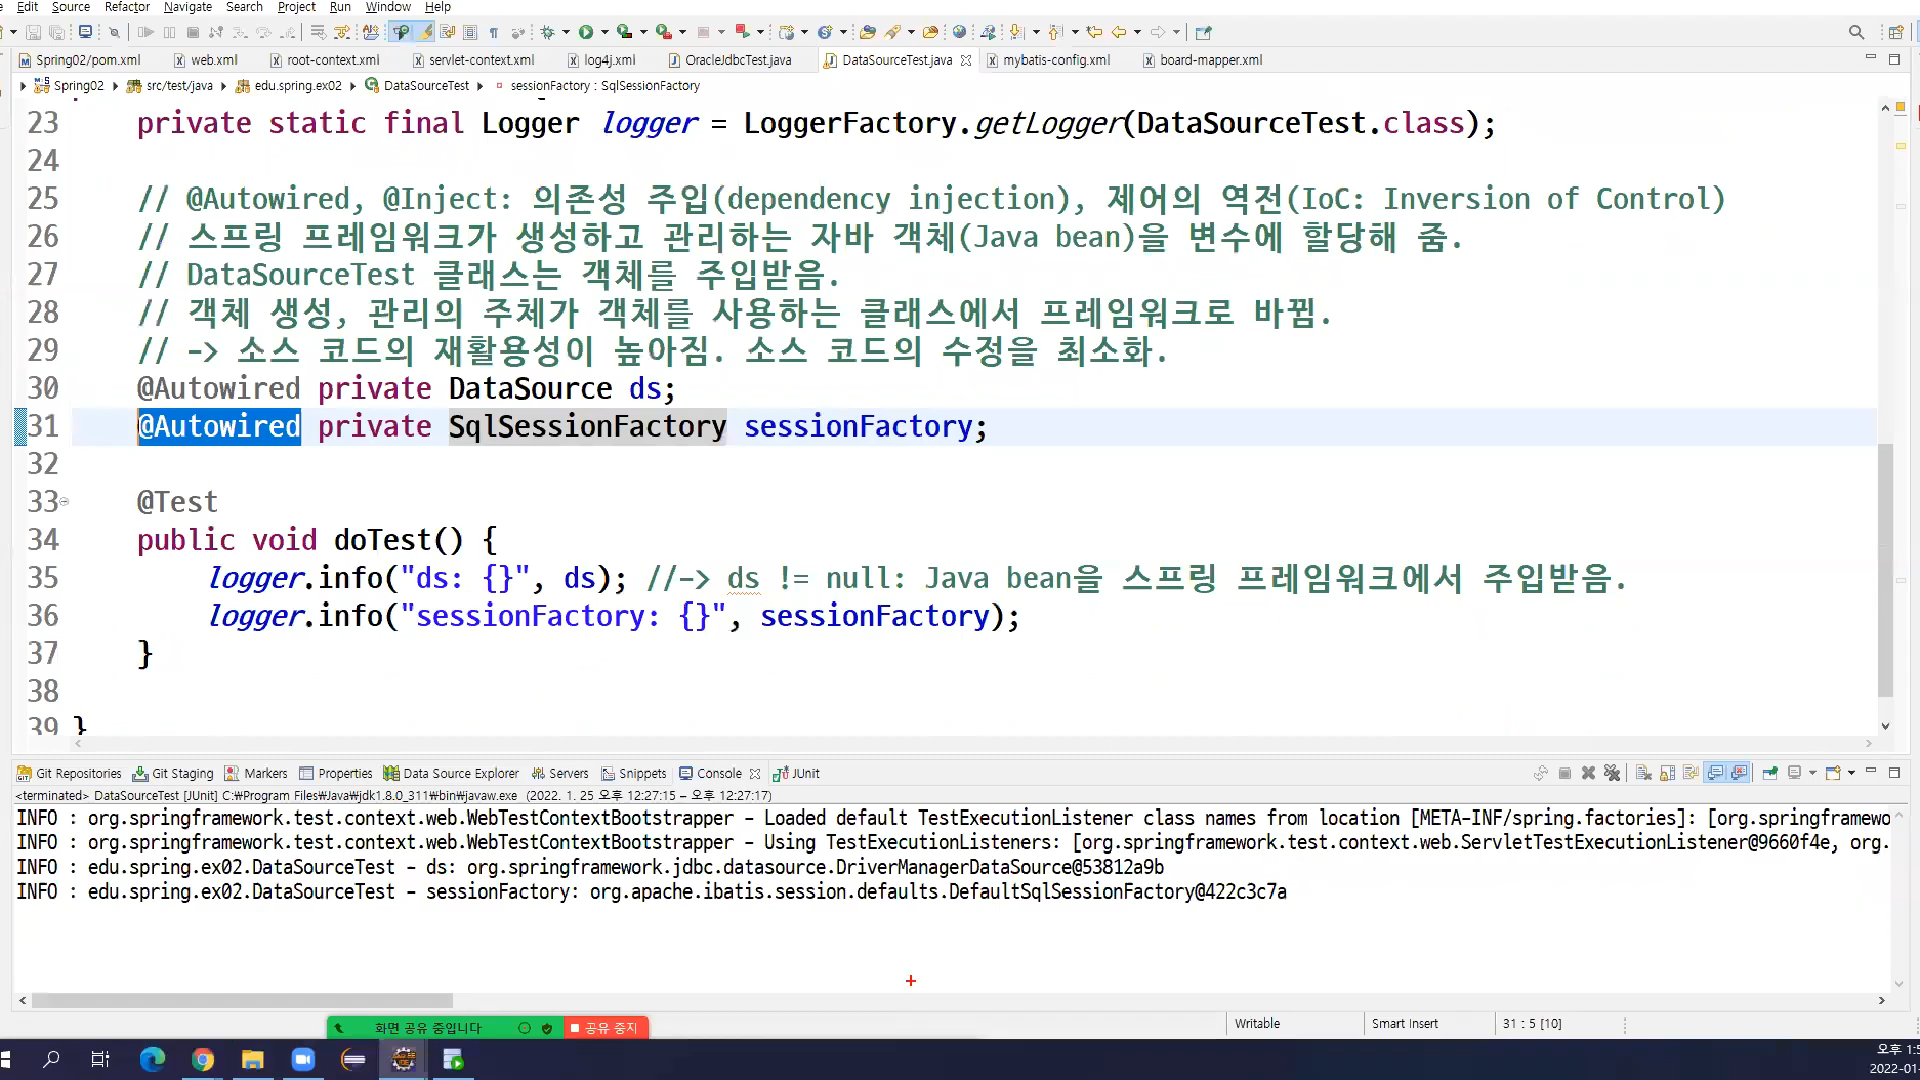 Edit Source Refactor Navigate Search Project Run Window Help
Spring02/pom.xml web.xml root-context.xml servlet-context.xml log4j.xml OracleJdbcTest.java DataSourceTest.java mybatis-config.xml board-mapper.xml
Spring02 src/test/java edu.spring.ex02 DataSourceTest sessionFactory : SqlSessionFactory
23 private static final Logger logger = LoggerFactory.getLogger(DataSourceTest.class);
24
25 // @Autowired, @Inject: 의존성 주입(dependency injection), 제어의 역전(IoC: Inversion of Control)
26 // 스프링 프레임워크가 생성하고 관리하는 자바 객체(Java bean)을 변수에 할당해 줌.
27 // DataSourceTest 클래스는 객체를 주입받음.
28 // 객체 생성, 관리의 주체가 객체를 사용하는 클래스에서 프레임워크로 바뀜.
29 // -> 소스 코드의 재활용성이 높아짐. 소스 코드의 수정을 최소화.
30 @Autowired private DataSource ds;
31 @Autowired private SqlSessionFactory sessionFactory;
32
33 @Test
34 public void doTest() {
35 logger.info("ds: {}", ds); //-> ds != null: Java bean을 스프링 프레임워크에서 주입받음.
36 logger.info("sessionFactory: {}", sessionFactory);
37 }
38
39 }
Git Repositories Git Staging Markers Properties Data Source Explorer Servers Snippets Console JUnit
<terminated> DataSourceTest [JUnit] C:₩Program Files₩Java₩jdk1.8.0_311₩bin₩javaw.exe (2022. 1. 25 오후 12:27:15 – 오후 12:27:17)
INFO : org.springframework.test.context.web.WebTestContextBootstrapper - Loaded default TestExecutionListener class names from location [META-INF/spring.factories]: [org.springframewo
INFO : org.springframework.test.context.web.WebTestContextBootstrapper - Using TestExecutionListeners: [org.springframework.test.context.web.ServletTestExecutionListener@9660f4e, org.
INFO : edu.spring.ex02.DataSourceTest - ds: org.springframework.jdbc.datasource.DriverManagerDataSource@53812a9b
INFO : edu.spring.ex02.DataSourceTest - sessionFactory: org.apache.ibatis.session.defaults.DefaultSqlSessionFactory@422c3c7a
화면 공유 중입니다 공유 중지
Writable Smart Insert 31 : 5 [10]
오후 1:5
2022-01